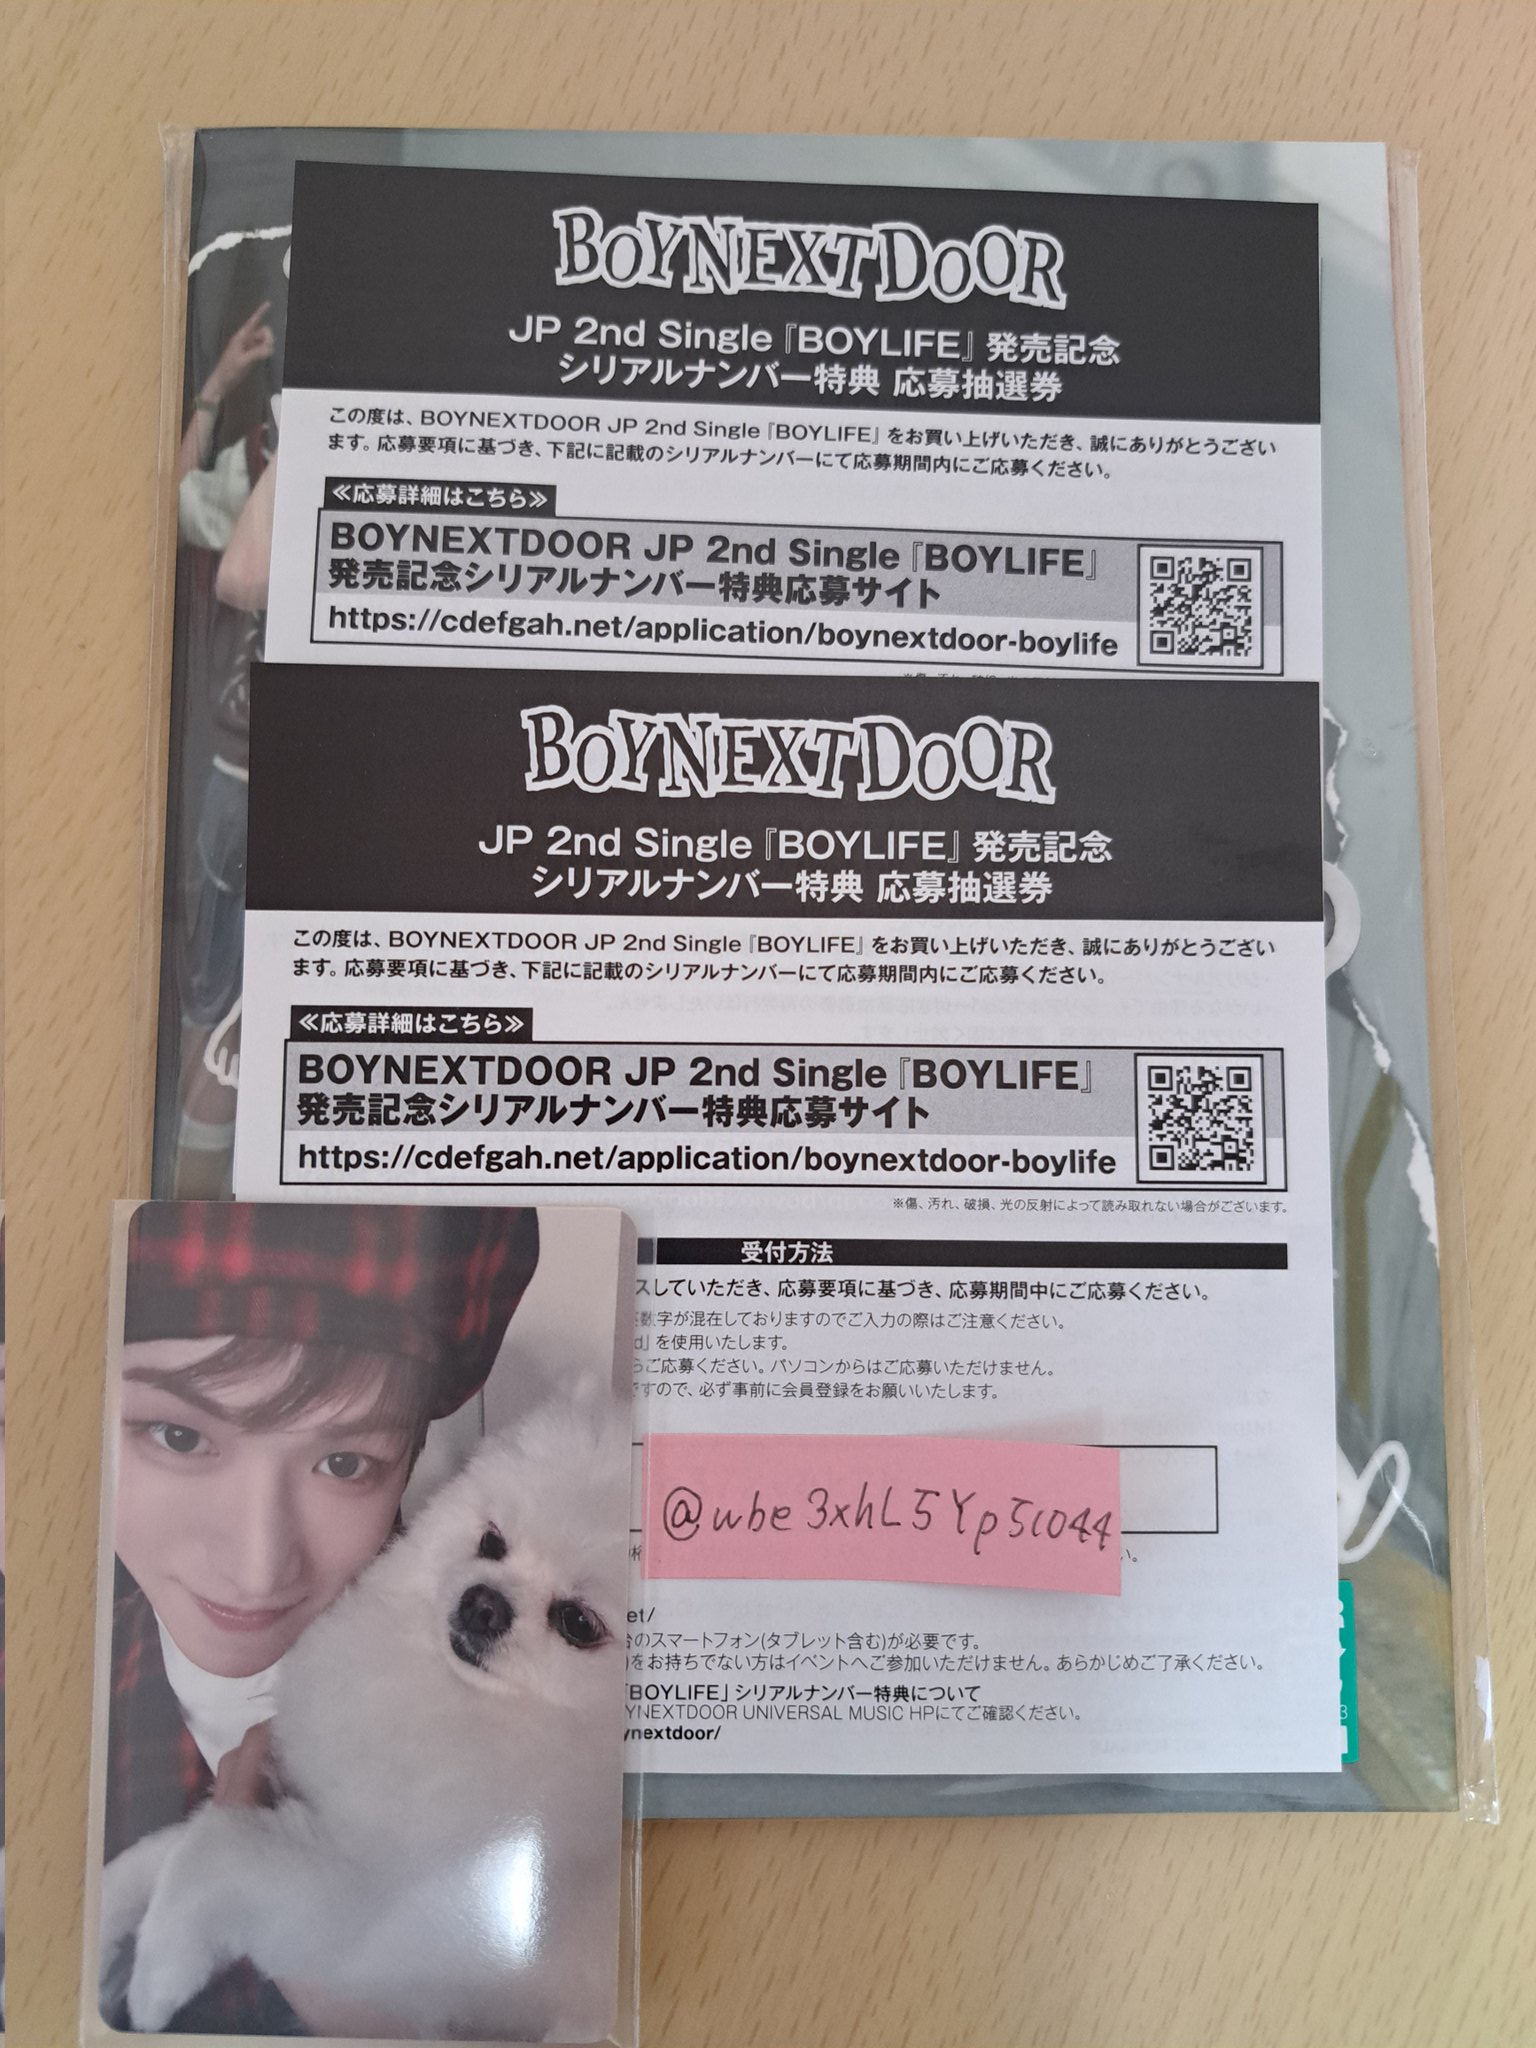 BOYNEXTDOOR
JP 2nd Single『BOYLIFE』発売記念
シリアルナンバー特典 応募抽選券
この度は、BOYNEXTDOOR JP 2nd Single『BOYLIFE』をお買い上げいただき、誠にありがとうござい
ます。応募要項に基づき、下記に記載のシリアルナンバーにて応募期間内にご応募ください。
≪応募詳細はこちら≫
BOYNEXTDOOR JP 2nd Single『BOYLIFE』
発売記念シリアルナンバー特典応募サイト
https://cdefgah.net/application/boynextdoor-boylife
BOYNEXTDOOR
JP 2nd Single『BOYLIFE』発売記念
シリアルナンバー特典 応募抽選券
この度は、BOYNEXTDOOR JP 2nd Single『BOYLIFE』をお買い上げいただき、誠にありがとうござい
ます。応募要項に基づき、下記に記載のシリアルナンバーにて応募期間内にご応募ください。
≪応募詳細はこちら≫
BOYNEXTDOOR JP 2nd Single『BOYLIFE』
発売記念シリアルナンバー特典応募サイト
https://cdefgah.net/application/boynextdoor-boylife
※傷、汚れ、破損、光の反射によって読み取れない場合がございます。
受付方法
スしていただき、応募要項に基づき、応募期間中にご応募ください。
数字が混在しておりますのでご入力の際はご注意ください。
d」を使用いたします。
らご応募ください。パソコンからはご応募いただけません。
ですので、必ず事前に会員登録をお願いいたします。
@wbe3xhL5Yp5co44
い。
et/
台のスマートフォン(タブレット含む)が必要です。
)をお持ちでない方はイベントへご参加いただけません。あらかじめご了承ください。
「BOYLIFE」シリアルナンバー特典について
YNEXTDOOR UNIVERSAL MUSIC HPにてご確認ください。
ynextdoor/